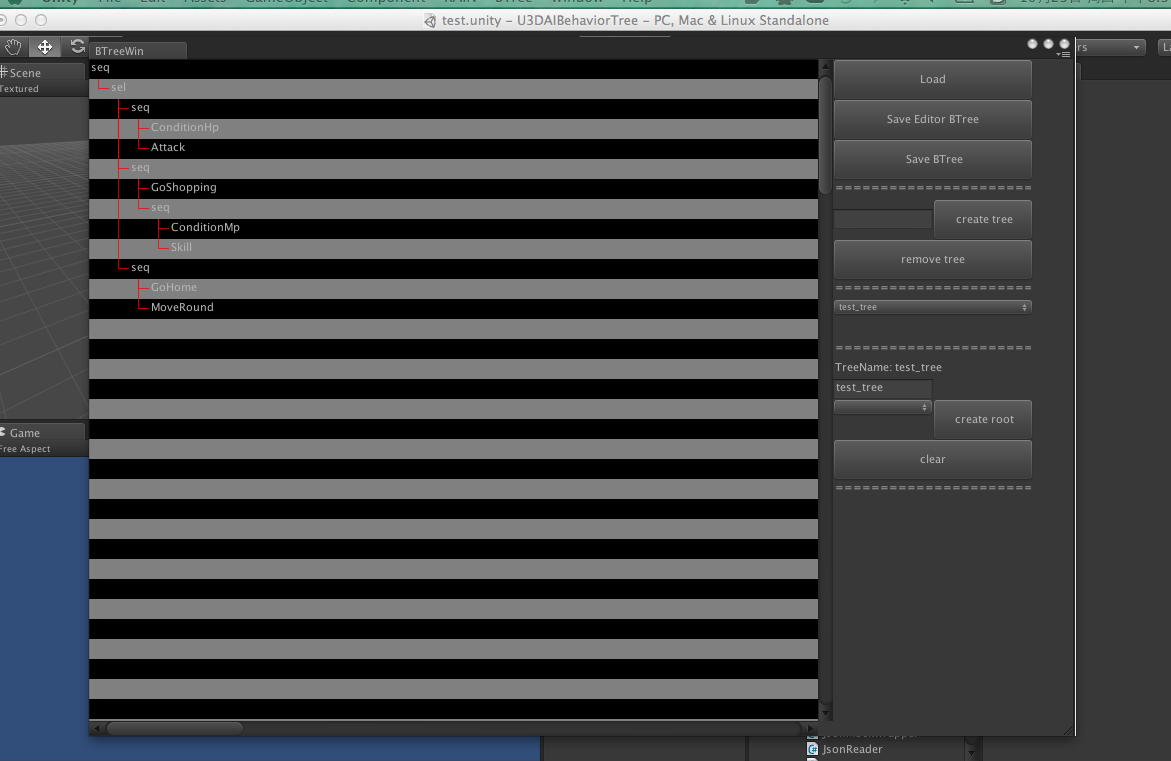 test.unity – U3DAIBehaviorTree – PC, Mac & Linux Standalone
BTreeWin
Scene
Textured
seq
sel
seq
ConditionHp
Attack
seq
GoShopping
seq
ConditionMp
Skill
seq
GoHome
MoveRound
Game
Free Aspect
Load
Save Editor BTree
Save BTree
======================
create tree
remove tree
======================
test_tree
======================
TreeName: test_tree
test_tree
create root
clear
======================
JsonReader